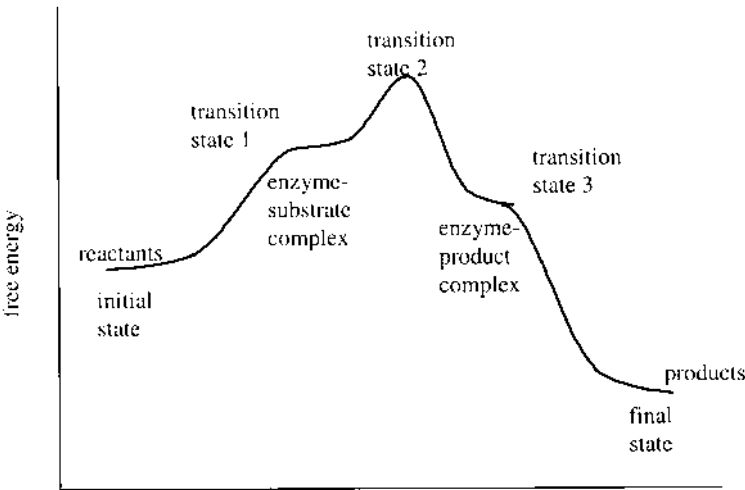 transition
state 2
transition
state 1
transition
state 3
enzyme-
substrate
complex
enzyme-
product
complex
reactants
initial
state
free energy
products
final
state